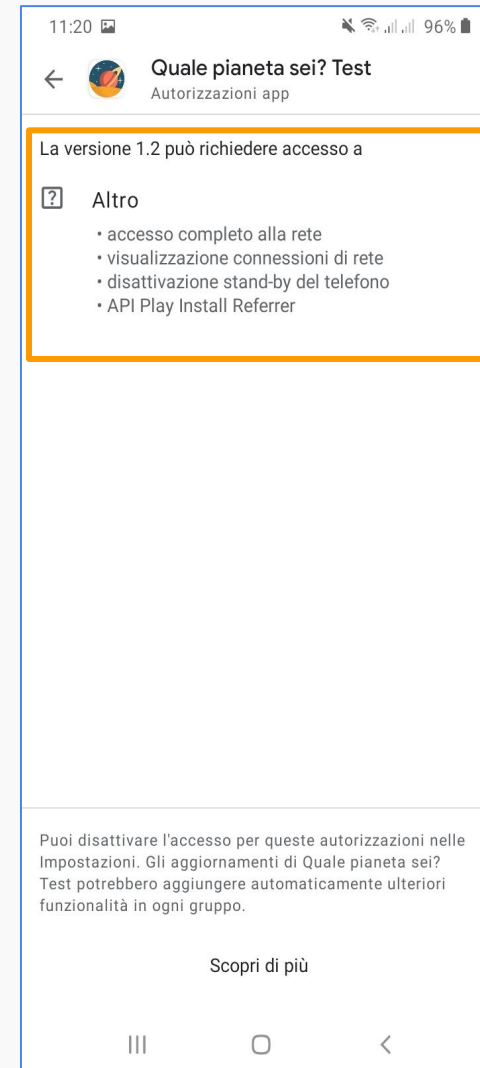 11:20
96%
Quale pianeta sei? Test
Autorizzazioni app
La versione 1.2 può richiedere accesso a
Altro
• accesso completo alla rete
• visualizzazione connessioni di rete
• disattivazione stand-by del telefono
• API Play Install Referrer
Puoi disattivare l'accesso per queste autorizzazioni nelle
Impostazioni. Gli aggiornamenti di Quale pianeta sei?
Test potrebbero aggiungere automaticamente ulteriori
funzionalità in ogni gruppo.
Scopri di più